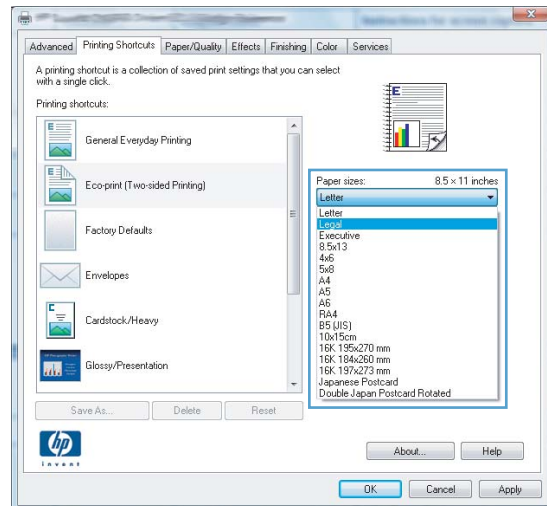 Advanced Printing Shortcuts Paper/Quality Effects Finishing Color Services
A printing shortcut is a collection of saved print settings that you can select
with a single click.
Printing shortcuts:
General Everyday Printing
Eco-print (Two-sided Printing)
Factory Defaults
Envelopes
Cardstock/Heavy
Glossy/Presentation
Paper sizes: 8.5 × 11 inches
Letter
Letter
Legal
Executive
8.5x13
4x6
5x8
A4
A5
A6
RA4
B5 (JIS)
10x15cm
16K 195x270 mm
16K 184x260 mm
16K 197x273 mm
Japanese Postcard
Double Japan Postcard Rotated
Save As... Delete Reset
hp
invent
About... Help
OK Cancel Apply